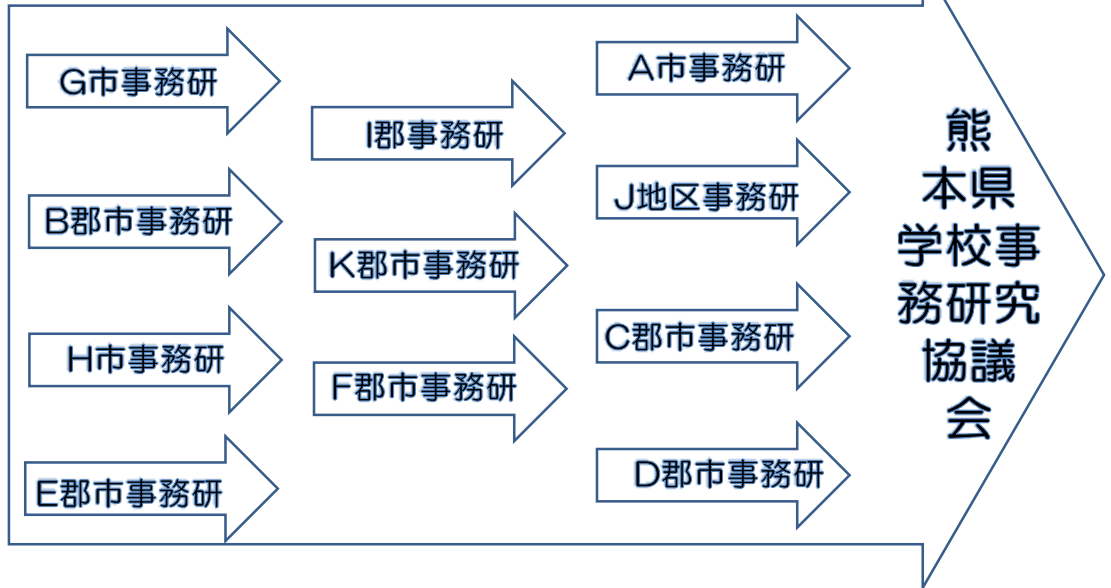 G市事務研
B郡市事務研
H市事務研
E郡市事務研
I郡事務研
K郡市事務研
F郡市事務研
A市事務研
J地区事務研
C郡市事務研
D郡市事務研
熊
本県
学校事
務研究
協議
会